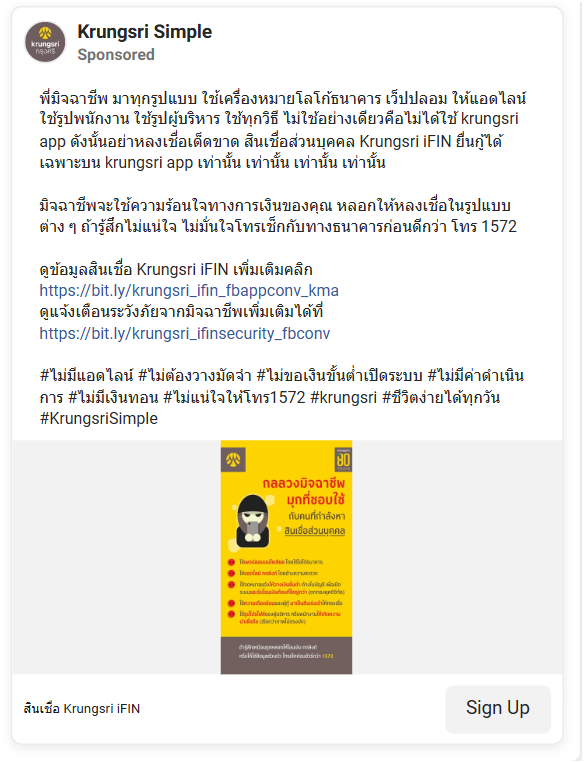 Krungsri Simple
Sponsored
krungsri
กรุงศรี
พี่มิจฉาชีพ มาทุกรูปแบบ ใช้เครื่องหมายโลโก้ธนาคาร เว็ปปลอม ให้แอดไลน์
ใช้รูปพนักงาน ใช้รูปผู้บริหาร ใช้ทุกวิธี ไม่ใช้อย่างเดียวคือไม่ได้ใช้ krungsri
app ดังนั้นอย่าหลงเชื่อเด็ดขาด สินเชื่อส่วนบุคคล Krungsri iFIN ยื่นกู้ได้
เฉพาะบน krungsri app เท่านั้น เท่านั้น เท่านั้น เท่านั้น
มิจฉาชีพจะใช้ความร้อนใจทางการเงินของคุณ หลอกให้หลงเชื่อในรูปแบบ
ต่าง ๆ ถ้ารู้สึกไม่แน่ใจ ไม่มั่นใจโทรเช็กกับทางธนาคารก่อนดีกว่า โทร 1572
ดูข้อมูลสินเชื่อ Krungsri iFIN เพิ่มเติมคลิก
https://bit.ly/krungsri_ifin_fbappconv_kma
ดูแจ้งเตือนระวังภัยจากมิจฉาชีพเพิ่มเติมได้ที่
https://bit.ly/krungsri_ifinsecurity_fbconv
#ไม่มีแอดไลน์ #ไม่ต้องวางมัดจำ #ไม่ขอเงินขั้นต่ำเปิดระบบ #ไม่มีค่าดำเนิน
การ #ไม่มีเงินทอน #ไม่แน่ใจให้โทร1572 #krungsri #ชีวิตง่ายได้ทุกวัน
#KrungsriSimple
80
กลลวงมิจฉาชีพ
มุกที่ชอบใช้
กับคนที่กำลังหา
สินเชื่อส่วนบุคคล
สินเชื่อ Krungsri iFIN
Sign Up